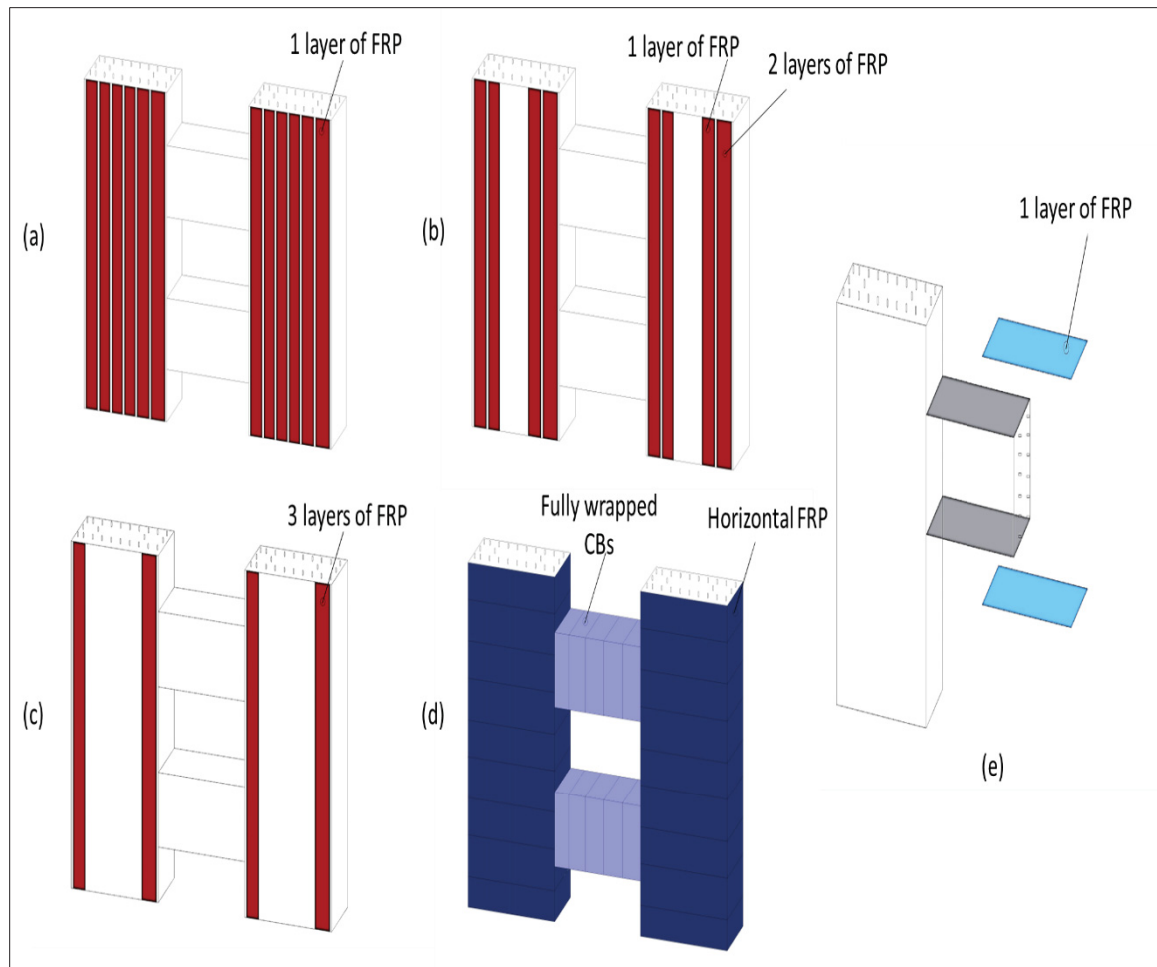 1 layer of FRP
(a)
1 layer of FRP
2 layers of FRP
(b)
1 layer of FRP
(e)
3 layers of FRP
(c)
Fully wrapped
CBs
Horizontal FRP
(d)